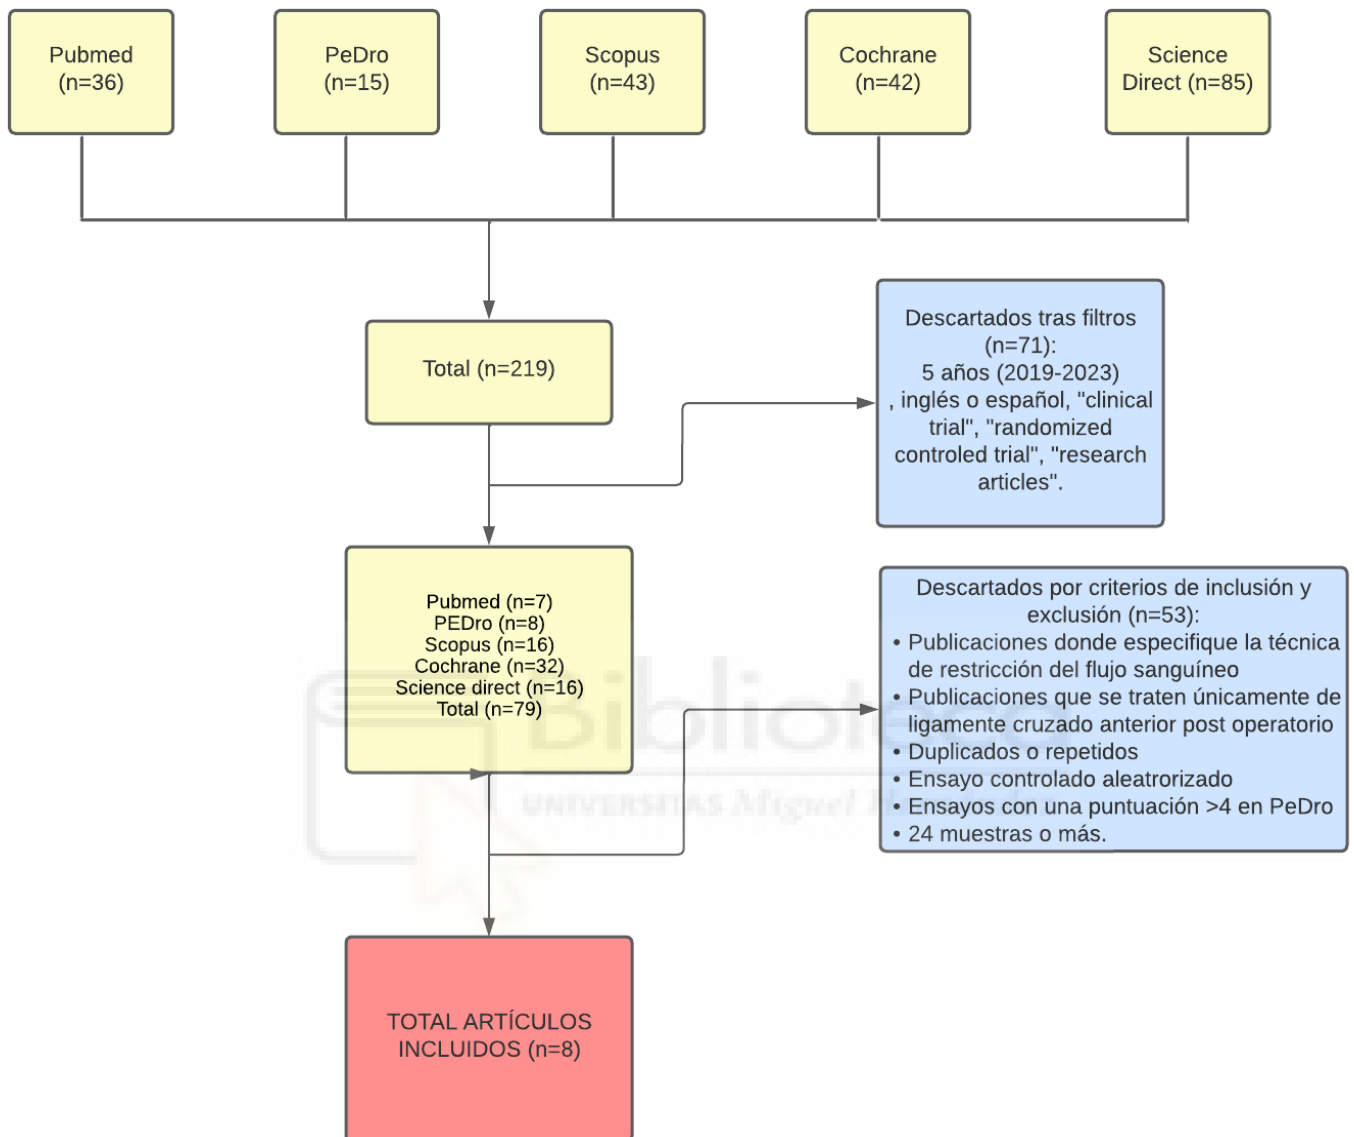 Pubmed
(n=36)
PeDro
(n=15)
Scopus
(n=43)
Cochrane
(n=42)
Science
Direct (n=85)
Total (n=219)
Descartados tras filtros
(n=71):
5 años (2019-2023)
, inglés o español, "clinical
trial", "randomized
controled trial", "research
articles".
Pubmed (n=7)
PEDro (n=8)
Scopus (n=16)
Cochrane (n=32)
Science direct (n=16)
Total (n=79)
Descartados por criterios de inclusión y
exclusión (n=53):
• Publicaciones donde especifique la técnica
de restricción del flujo sanguíneo
• Publicaciones que se traten únicamente de
ligamente cruzado anterior post operatorio
• Duplicados o repetidos
• Ensayo controlado aleatrorizado
• Ensayos con una puntuación >4 en PeDro
• 24 muestras o más.
Biblioteca
UNIVERSITAS Miguel Hernández
TOTAL ARTÍCULOS
INCLUIDOS (n=8)